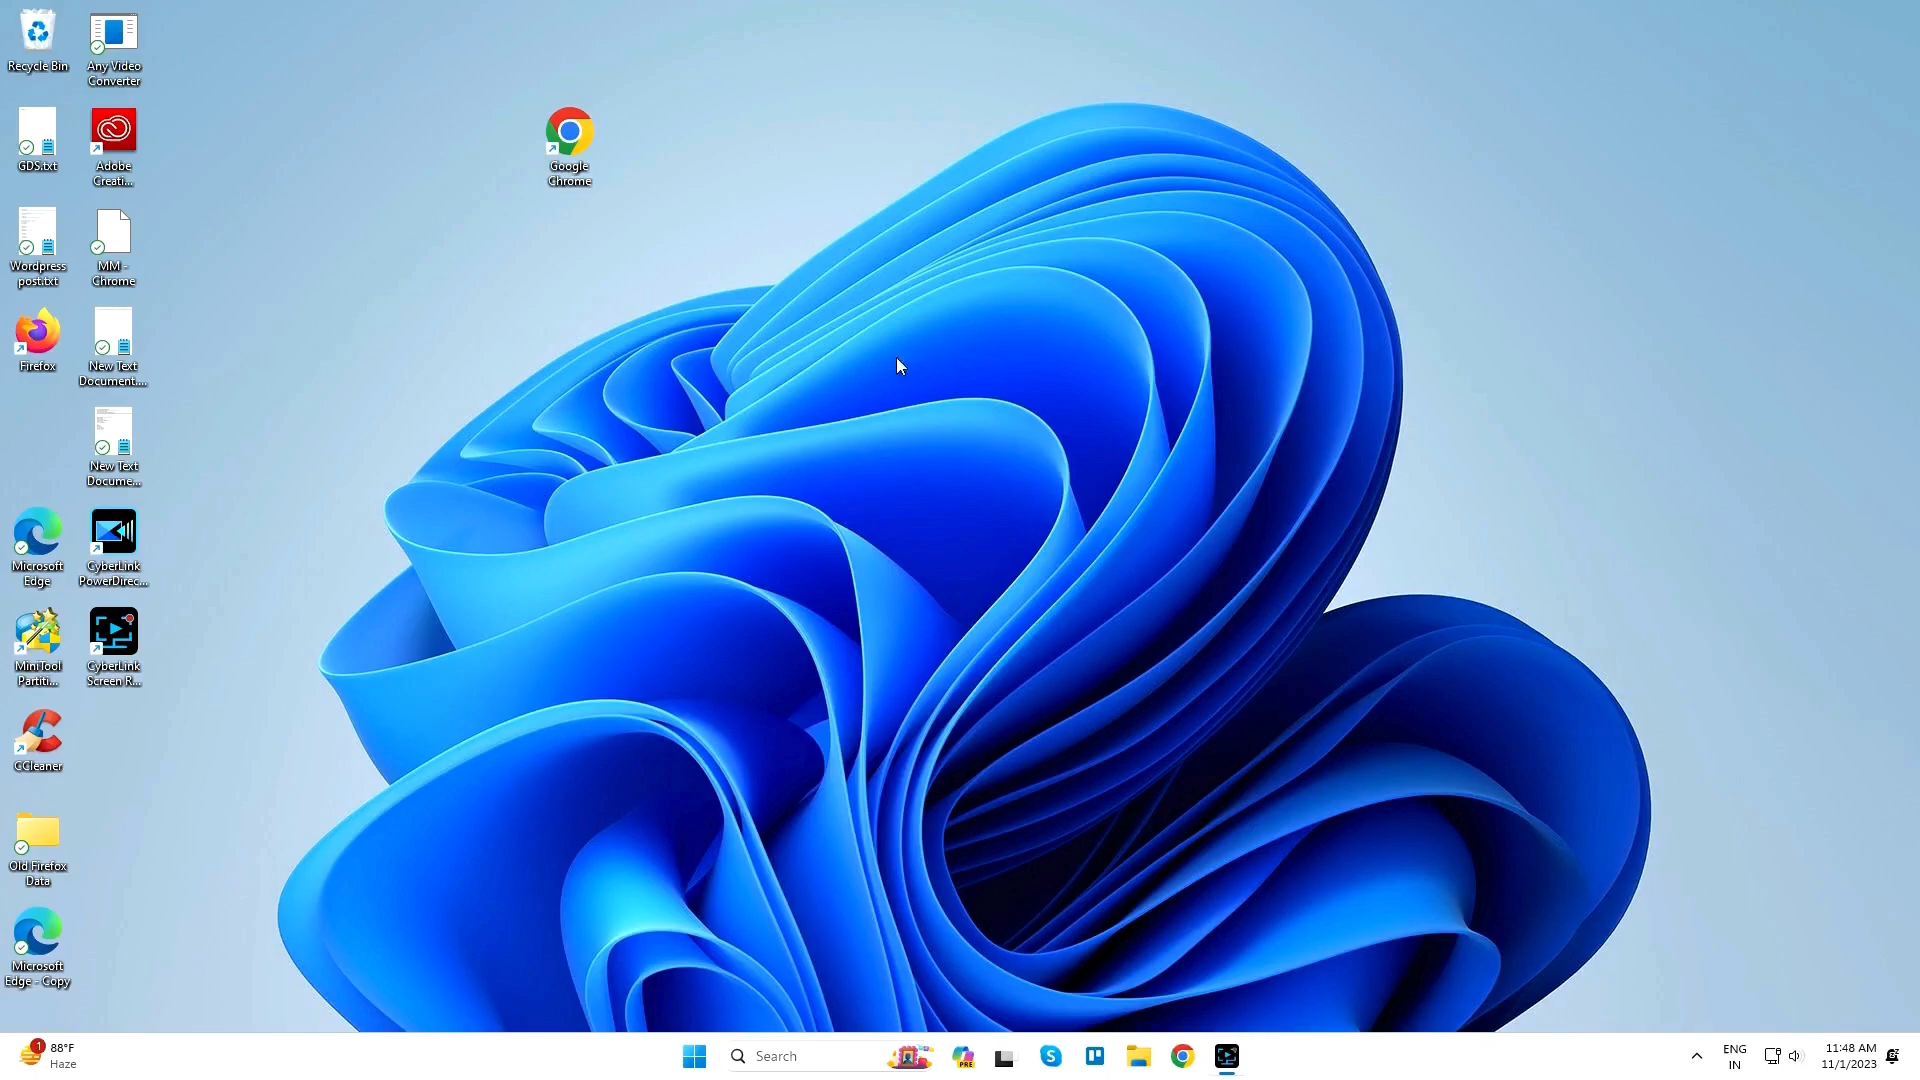 Recycle Bin
Any Video
Converter
GDS.txt
Adobe
Creati...
Google
Chrome
Wordpress
post.txt
MM -
Chrome
Firefox
New Text
Document....
New Text
Docume...
Microsoft
Edge
CyberLink
PowerDirec...
MiniTool
Partiti...
CyberLink
Screen R...
CCleaner
Old Firefox
Data
Microsoft
Edge - Copy
1
88°F
Haze
Search
PRE
S
ENG
IN
11:48 AM
11/1/2023